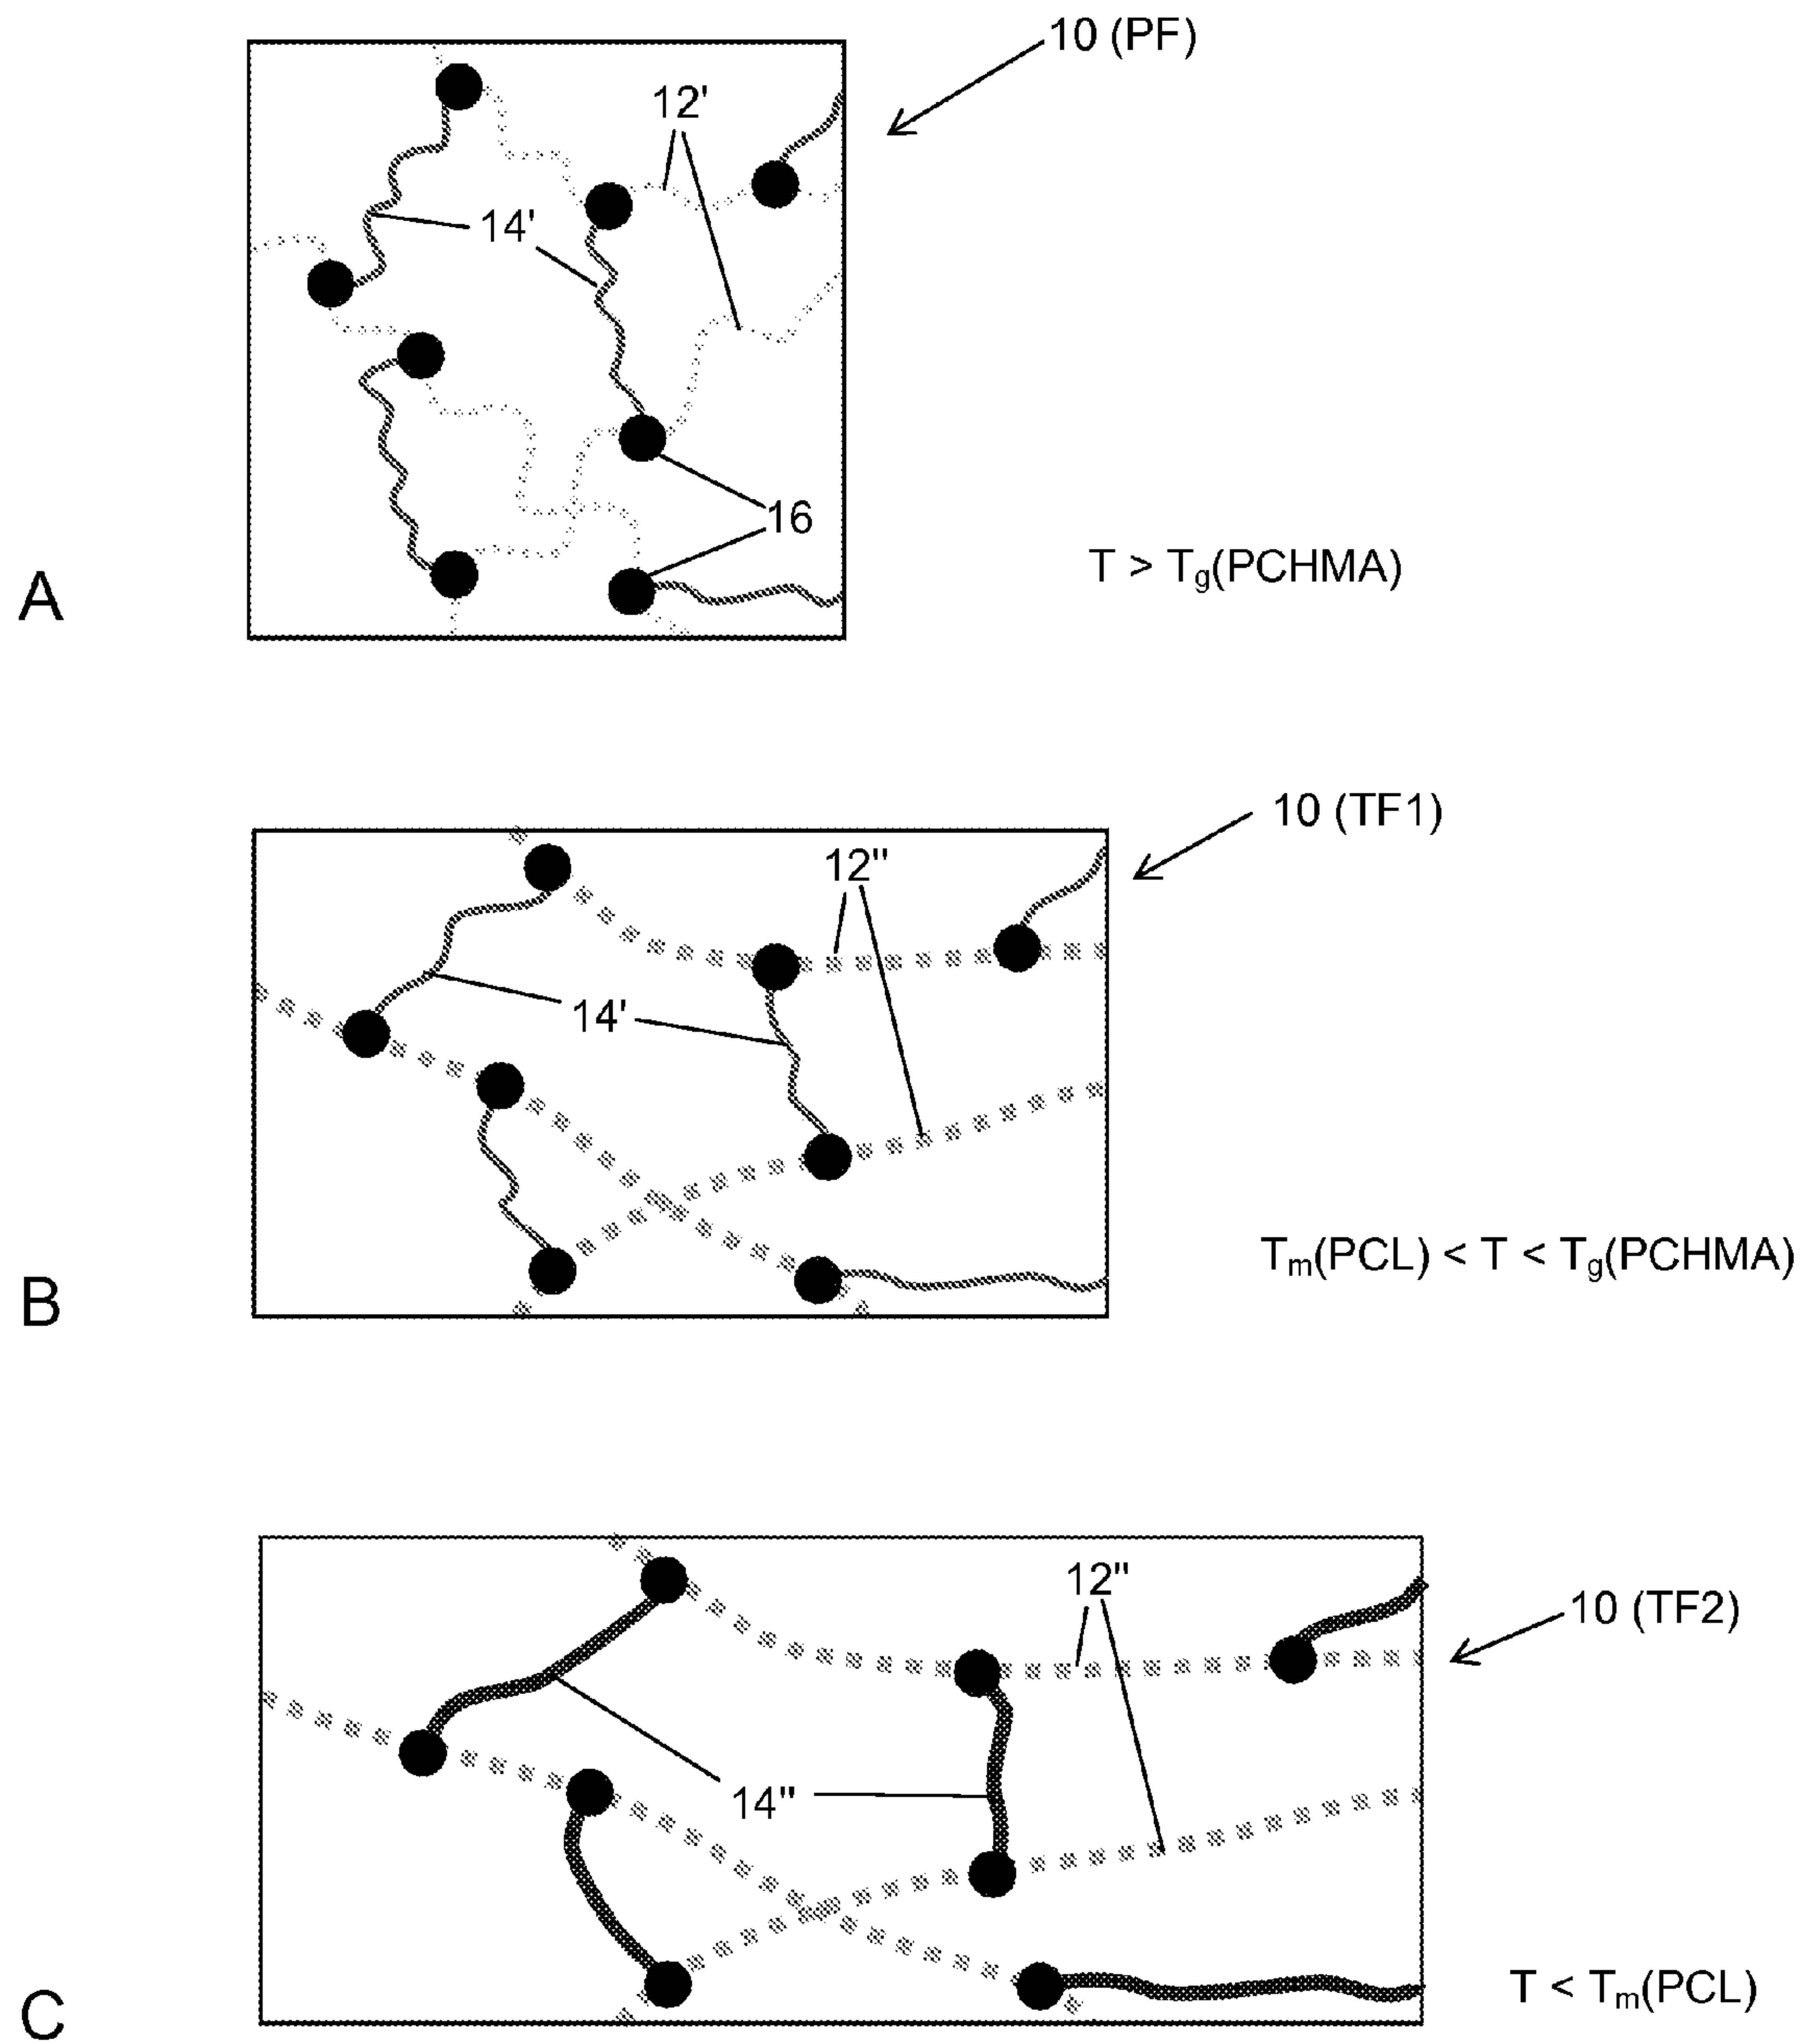 10 (PF)
12'
14'
16
T > Tg(PCHMA)
A
10 (TF1)
12"
14'
Tm(PCL) < T < Tg(PCHMA)
B
12"
10 (TF2)
14"
T < Tm(PCL)
C